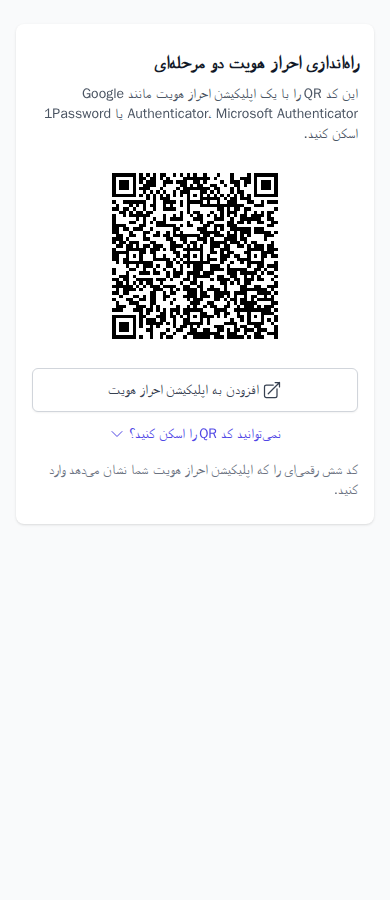 راه‌اندازی احراز هویت دو مرحله‌ای
این کد QR را با یک اپلیکیشن احراز هویت مانند Google
Authenticator، Microsoft Authenticator یا 1Password
اسکن کنید.
افزودن به اپلیکیشن احراز هویت
نمی‌توانید کد QR را اسکن کنید؟
کد شش رقمی‌ای را که اپلیکیشن احراز هویت شما نشان می‌دهد وارد
کنید.